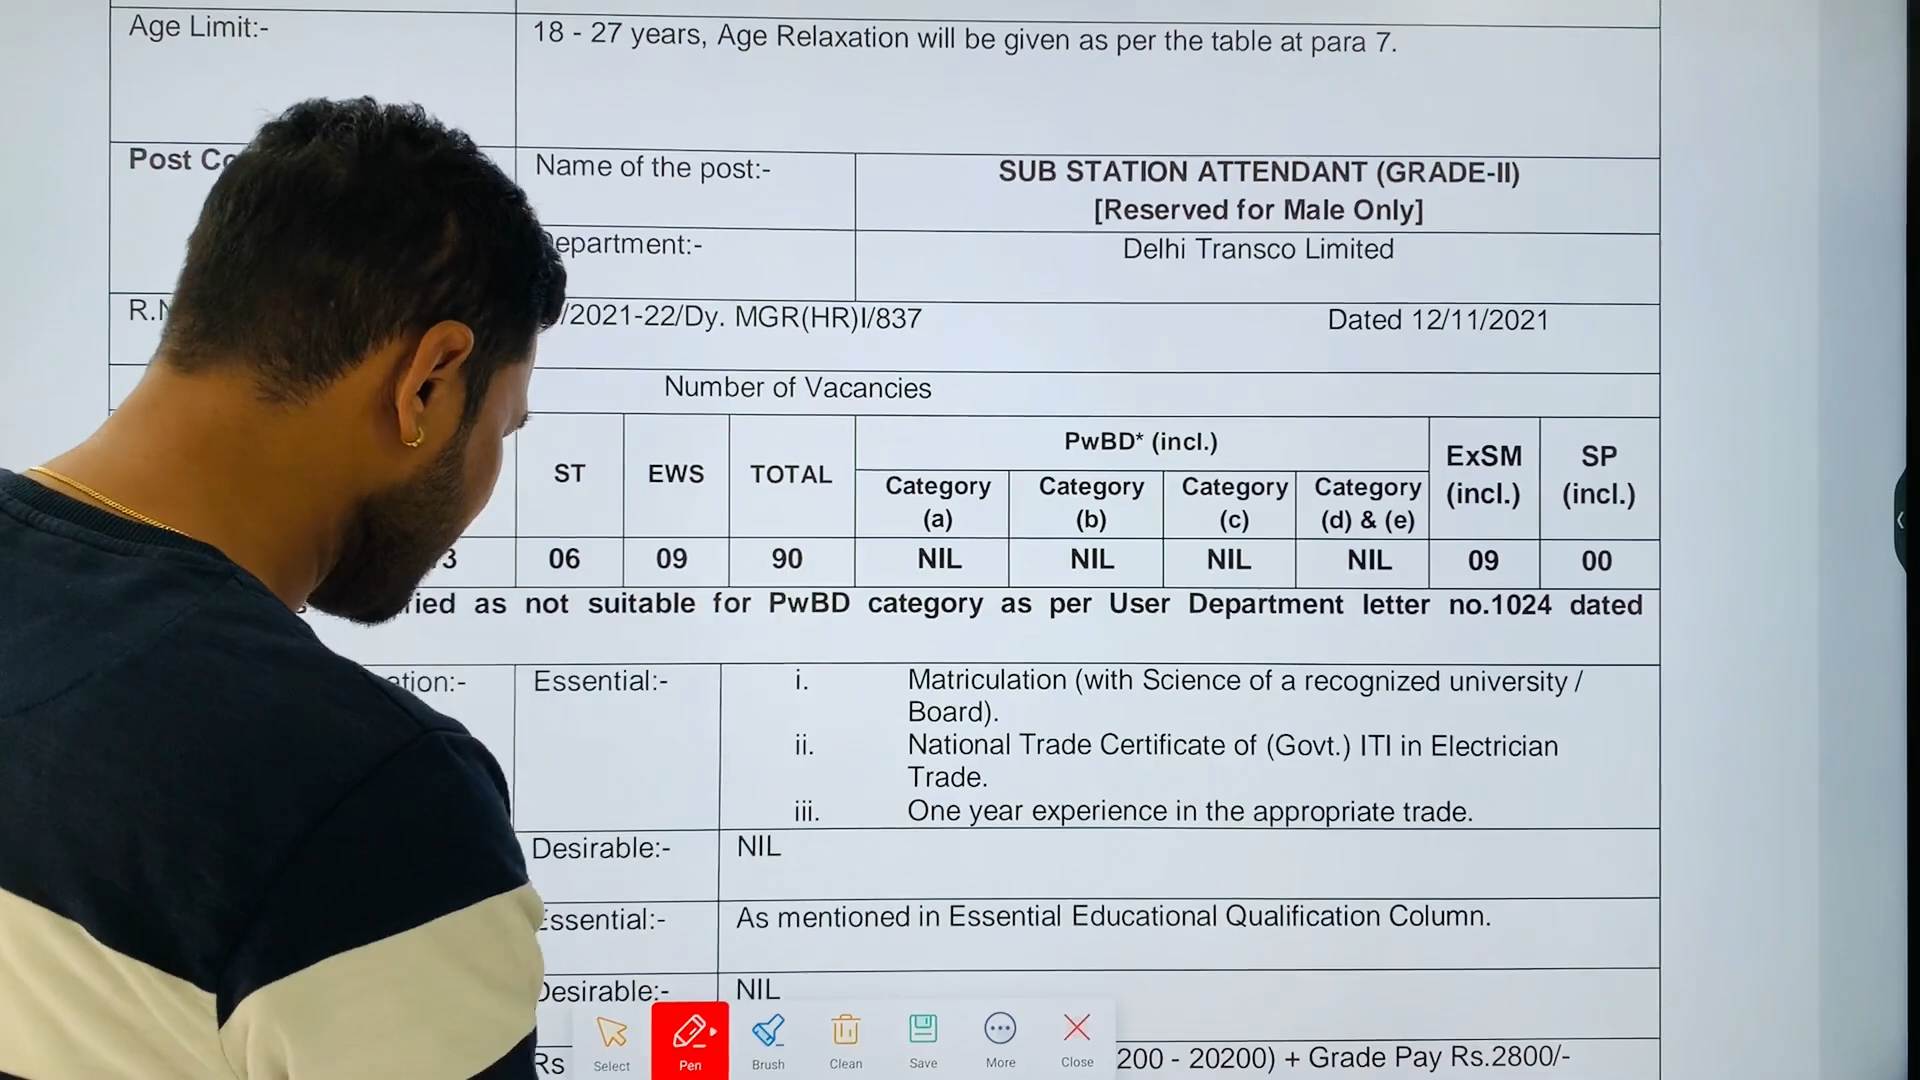 Age Limit:- 18 - 27 years, Age Relaxation will be given as per the table at para 7.
Post Name of the post:- SUB STATION ATTENDANT (GRADE-II)
[Reserved for Male Only]
epartment:- Delhi Transco Limited
/2021-22/Dy. MGR(HR)I/837 Dated 12/11/2021
Number of Vacancies
ST EWS TOTAL PwBD* (incl.) ExSM (incl.) SP (incl.)
Category (a) Category (b) Category (c) Category (d) & (e)
06 09 90 NIL NIL NIL NIL 09 00
as not suitable for PwBD category as per User Department letter no.1024 dated
Essential:- i. Matriculation (with Science of a recognized university /
Board).
ii. National Trade Certificate of (Govt.) ITI in Electrician
Trade.
iii. One year experience in the appropriate trade.
Desirable:- NIL
Essential:- As mentioned in Essential Educational Qualification Column.
Desirable:- NIL
Rs 200 - 20200) + Grade Pay Rs.2800/-
Select Pen Brush Clean Save More Close